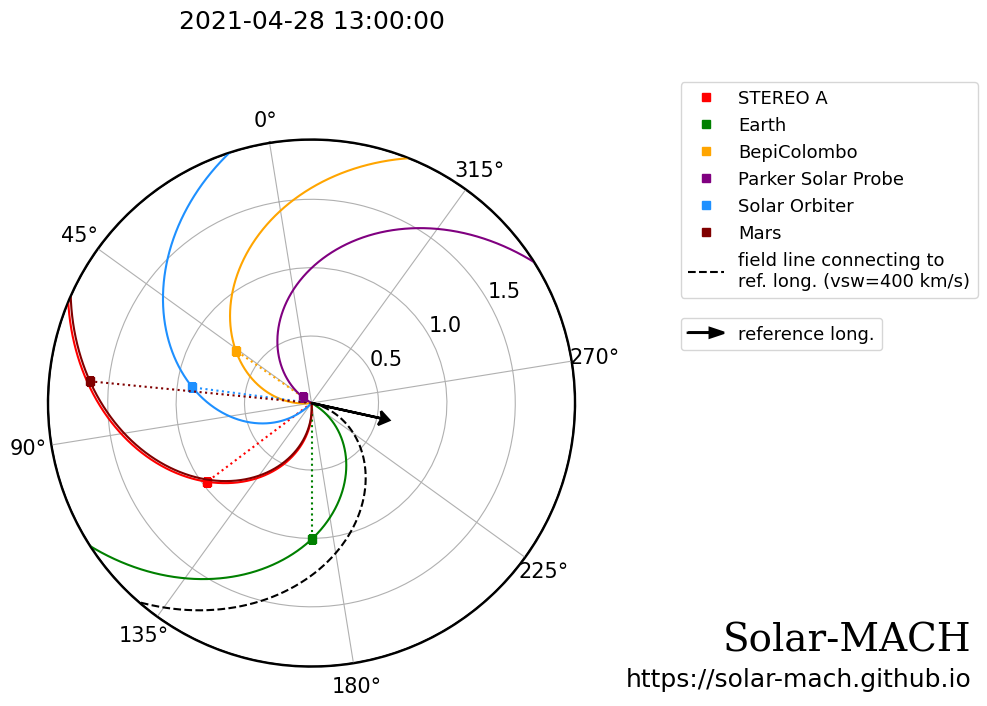 2021-04-28 13:00:00
0°
315°
45°
1.5
1.0
0.5
270°
90°
225°
135°
180°
STEREO A
Earth
BepiColombo
Parker Solar Probe
Solar Orbiter
Mars
field line connecting to
ref. long. (vsw=400 km/s)
reference long.
Solar-MACH
https://solar-mach.github.io